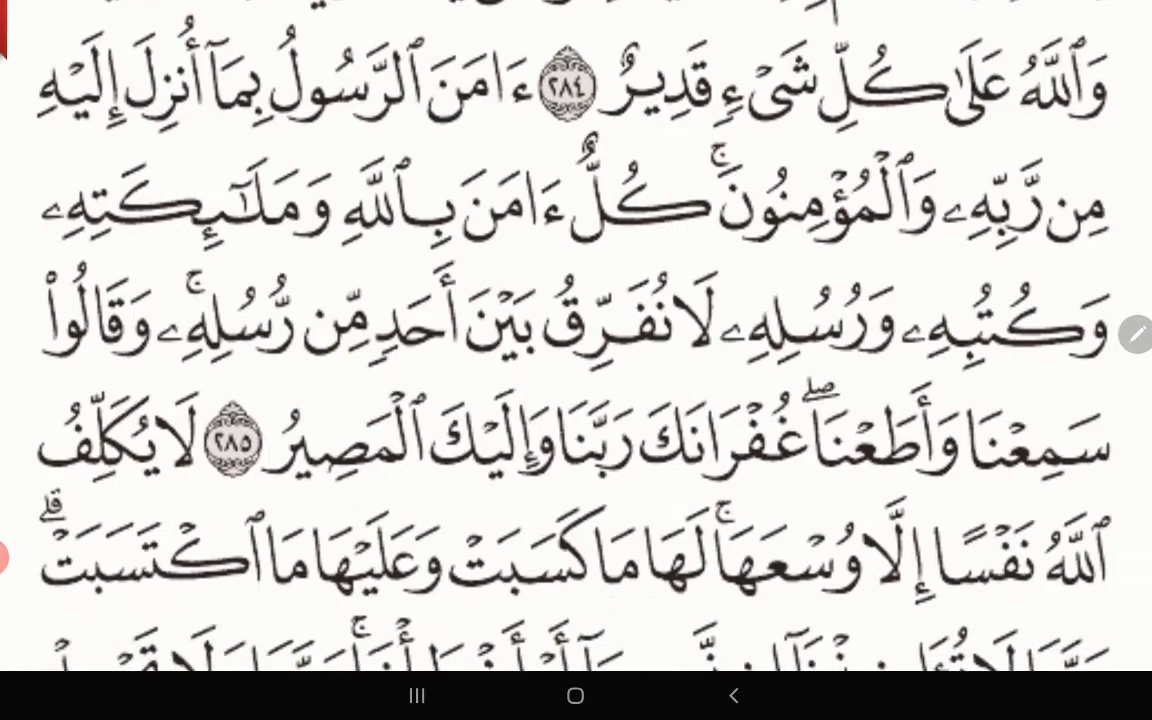 وَٱللَّهُ عَلَىٰ كُلِّ شَىْءٍ قَدِيرٌ ٢٨٤ ءَامَنَ ٱلرَّسُولُ بِمَآ أُنزِلَ إِلَيْهِ
مِن رَّبِّهِۦ وَٱلْمُؤْمِنُونَ ۚ كُلٌّ ءَامَنَ بِٱللَّهِ وَمَلَـٰٓئِكَتِهِۦ
وَكُتُبِهِۦ وَرُسُلِهِۦ لَا نُفَرِّقُ بَيْنَ أَحَدٍ مِّن رُّسُلِهِۦ ۚ وَقَالُوا۟
سَمِعْنَا وَأَطَعْنَا ۖ غُفْرَانَكَ رَبَّنَا وَإِلَيْكَ ٱلْمَصِيرُ ٢٨٥ لَا يُكَلِّفُ
ٱللَّهُ نَفْسًا إِلَّا وُسْعَهَا ۚ لَهَا مَا كَسَبَتْ وَعَلَيْهَا مَا ٱكْتَسَبَتْ ۗ